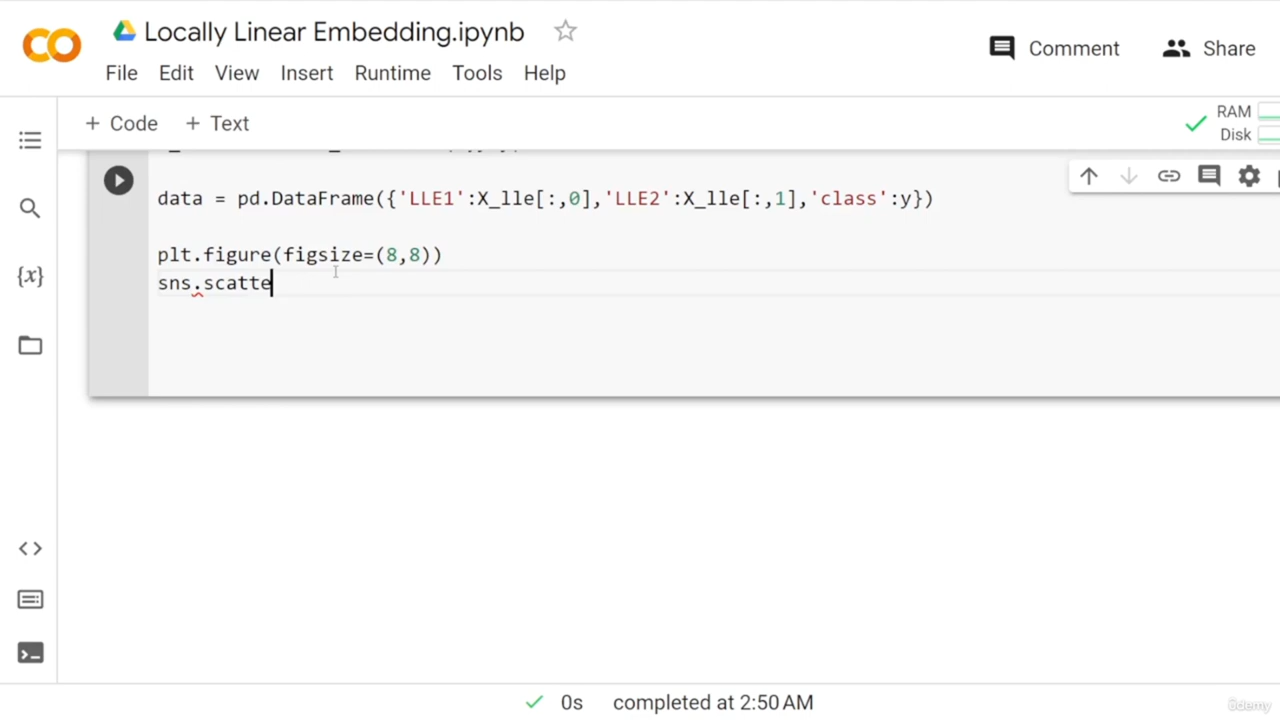 Locally Linear Embedding.ipynb
Comment
Share
File Edit View Insert Runtime Tools Help
+ Code + Text
RAM
Disk
data = pd.DataFrame({'LLE1':X_lle[:,0],'LLE2':X_lle[:,1],'class':y})
plt.figure(figsize=(8,8))
sns.scatte
{x}
0s completed at 2:50 AM
ûdemy